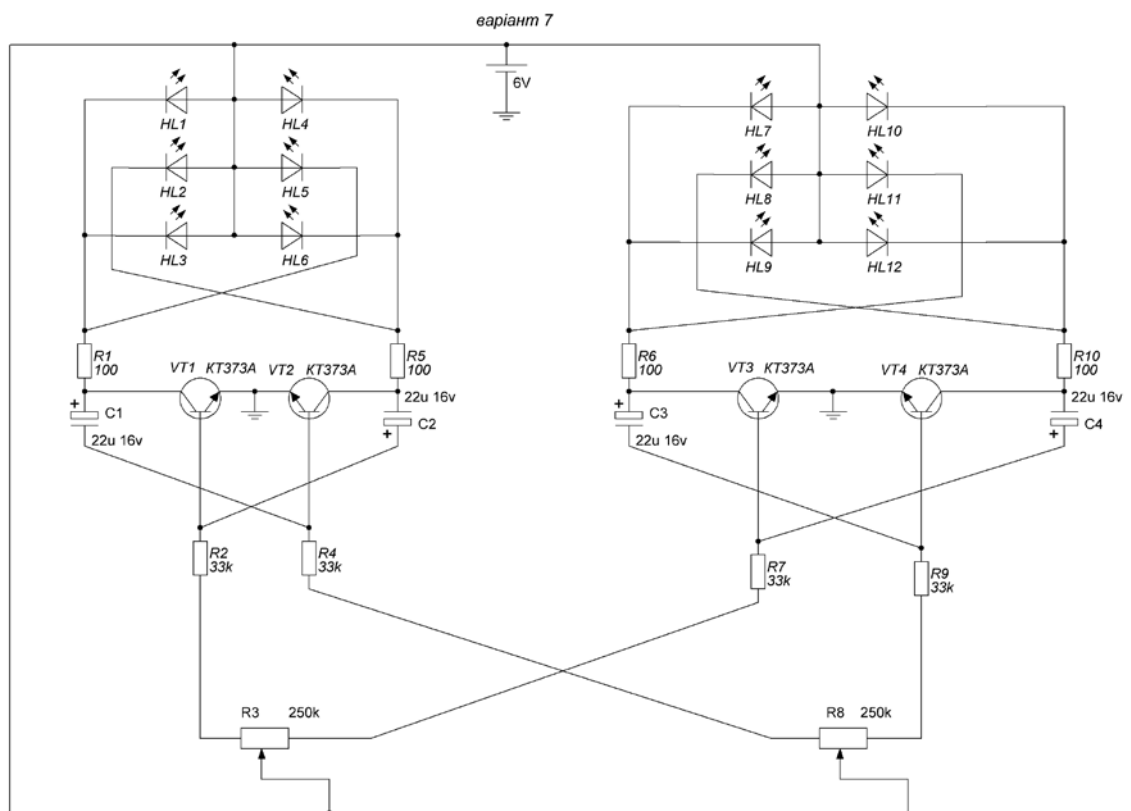 варіант 7
6V
HL1
HL4
HL2
HL5
HL3
HL6
HL7
HL10
HL8
HL11
HL9
HL12
R1
100
VT1 KT373A
VT2 KT373A
R5
100
R6
100
VT3 KT373A
VT4 KT373A
R10
100
+
C1
22u 16v
22u 16v
C2
+
+
C3
22u 16v
22u 16v
C4
+
R2
33k
R4
33k
R7
33k
R9
33k
R3 250k
R8 250k